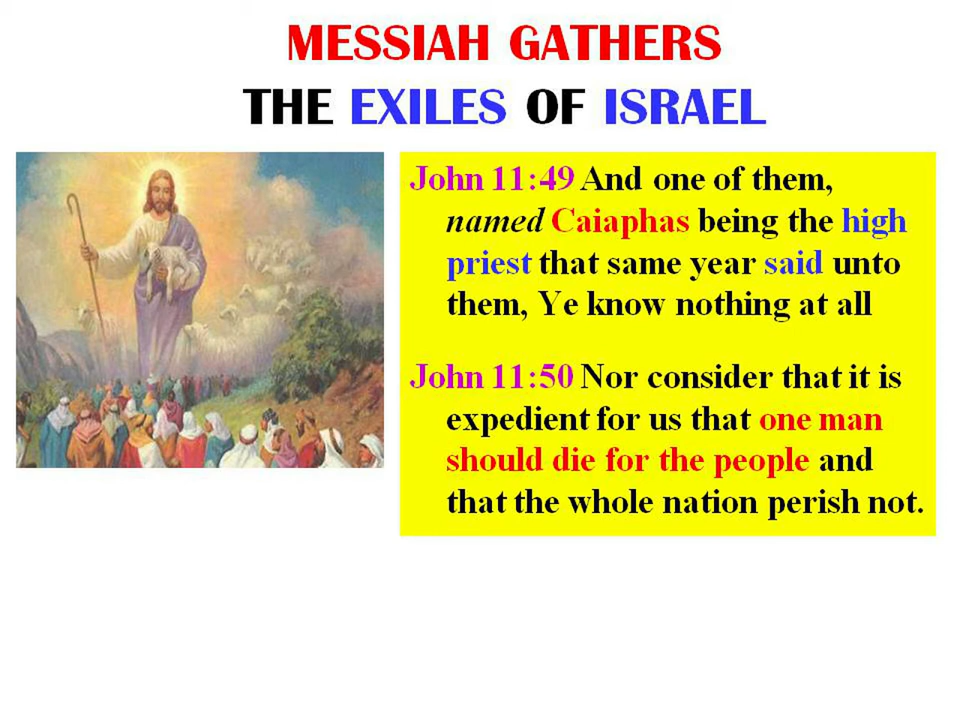 MESSIAH GATHERS
THE EXILES OF ISRAEL
John 11:49 And one of them,
named Caiaphas being the high
priest that same year said unto
them, Ye know nothing at all
John 11:50 Nor consider that it is
expedient for us that one man
should die for the people and
that the whole nation perish not.